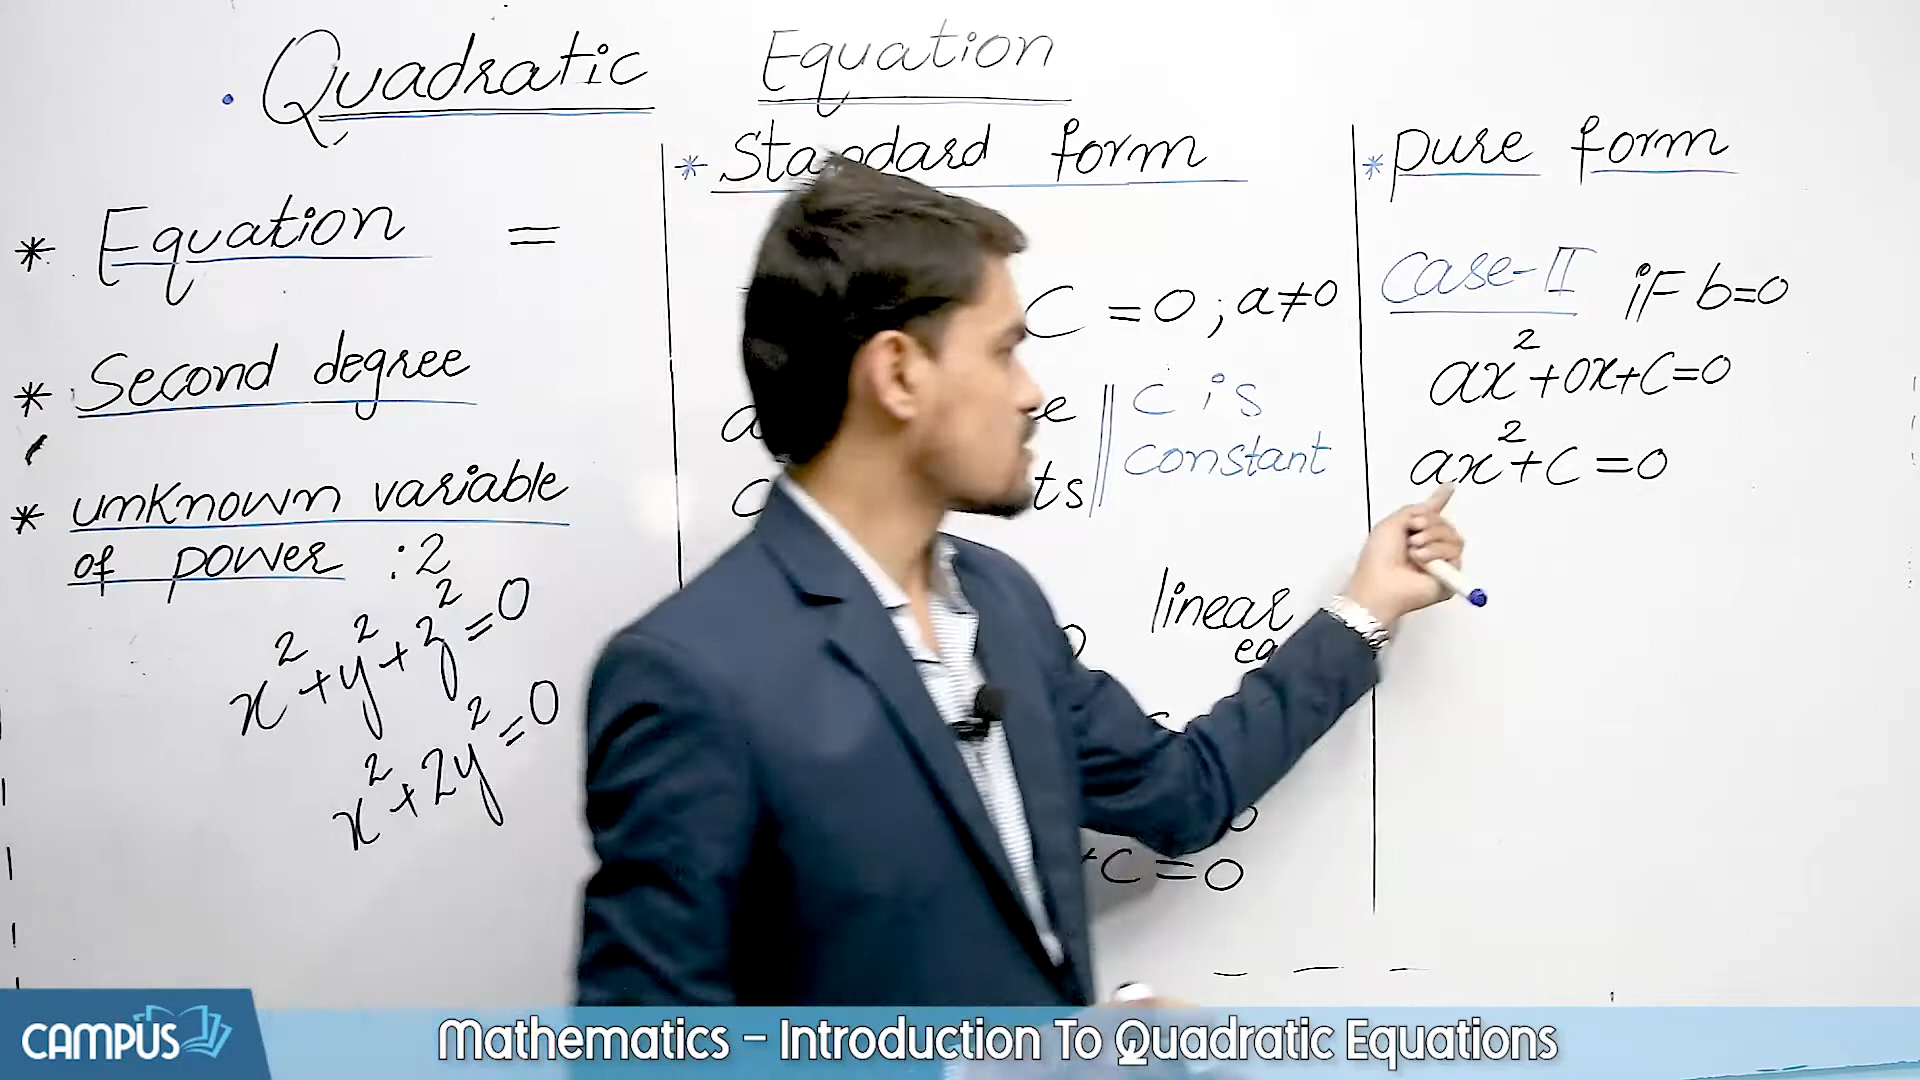 Quadratic Equation
* Equation =
* Second degree
* unknown variable
of power : 2
x² + y² + z² = 0
x² + 2y² = 0
* Standard form
C = 0 ; a ≠ 0
C is
constant
linear
+ C = 0
* pure form
Case-II if b=0
ax² + 0x + C = 0
ax² + C = 0
CAMPUS
Mathematics – Introduction To Quadratic Equations